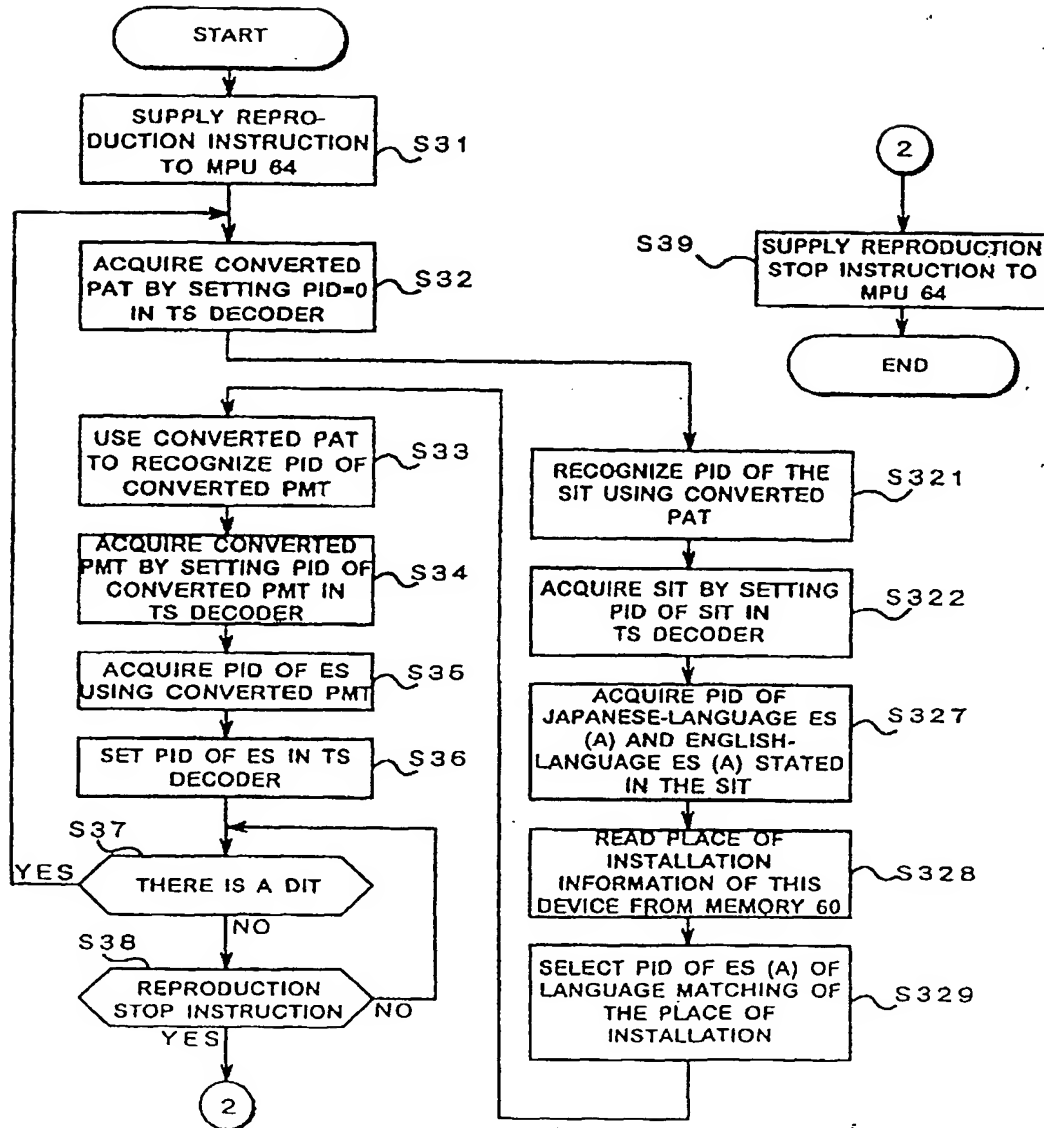 START
SUPPLY REPRO-
DUCTION INSTRUCTION
TO MPU 64
S31
ACQUIRE CONVERTED
PAT BY SETTING PID=0
IN TS DECODER
S32
USE CONVERTED PAT
TO RECOGNIZE PID OF
CONVERTED PMT
S33
ACQUIRE CONVERTED
PMT BY SETTING PID OF
CONVERTED PMT IN
TS DECODER
S34
ACQUIRE PID OF ES
USING CONVERTED PMT
S35
SET PID OF ES IN TS
DECODER
S36
S37
YES
THERE IS A DIT
NO
S38
REPRODUCTION
STOP INSTRUCTION
NO
YES
2
2
S39
SUPPLY REPRODUCTION
STOP INSTRUCTION TO
MPU 64
END
RECOGNIZE PID OF THE
SIT USING CONVERTED
PAT
S321
ACQUIRE SIT BY SETTING
PID OF SIT IN
TS DECODER
S322
ACQUIRE PID OF
JAPANESE-LANGUAGE ES
(A) AND ENGLISH-
LANGUAGE ES (A) STATED
IN THE SIT
S327
READ PLACE OF
INSTALLATION
INFORMATION OF THIS
DEVICE FROM MEMORY 60
S328
SELECT PID OF ES (A) OF
LANGUAGE MATCHING OF
THE PLACE OF
INSTALLATION
S329